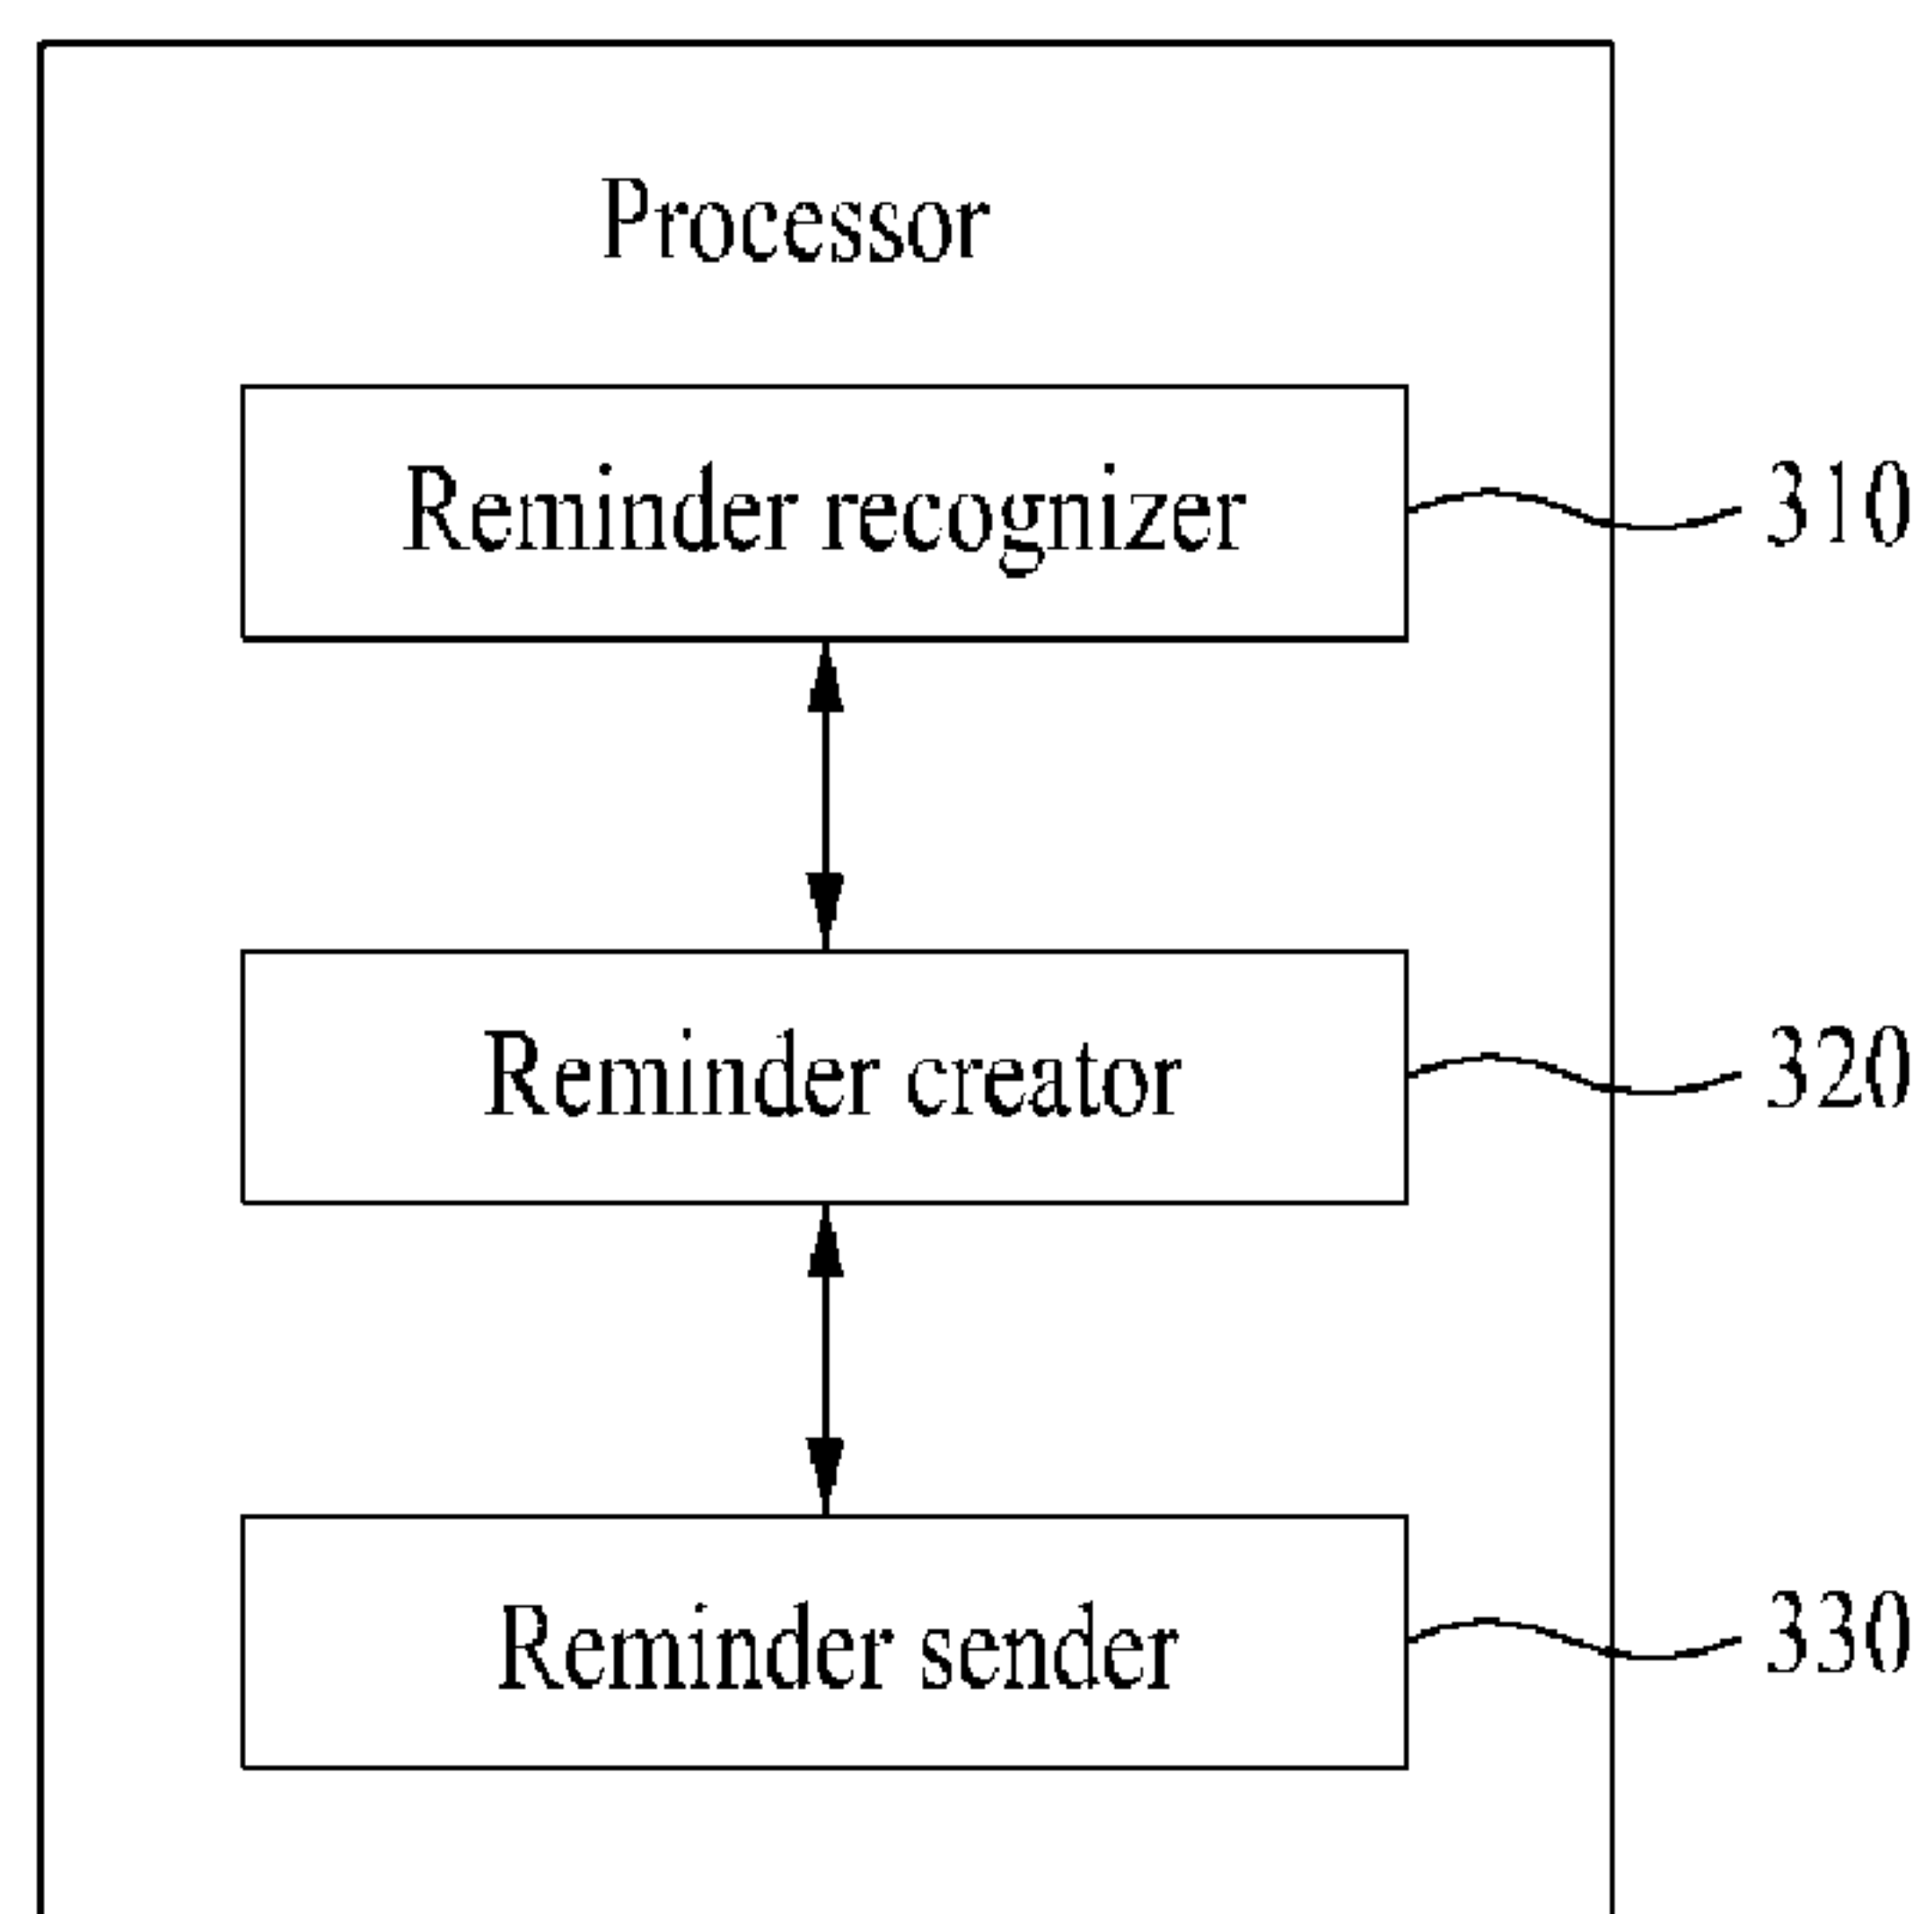 Processor
Reminder recognizer
310
Reminder creator
320
Reminder sender
330